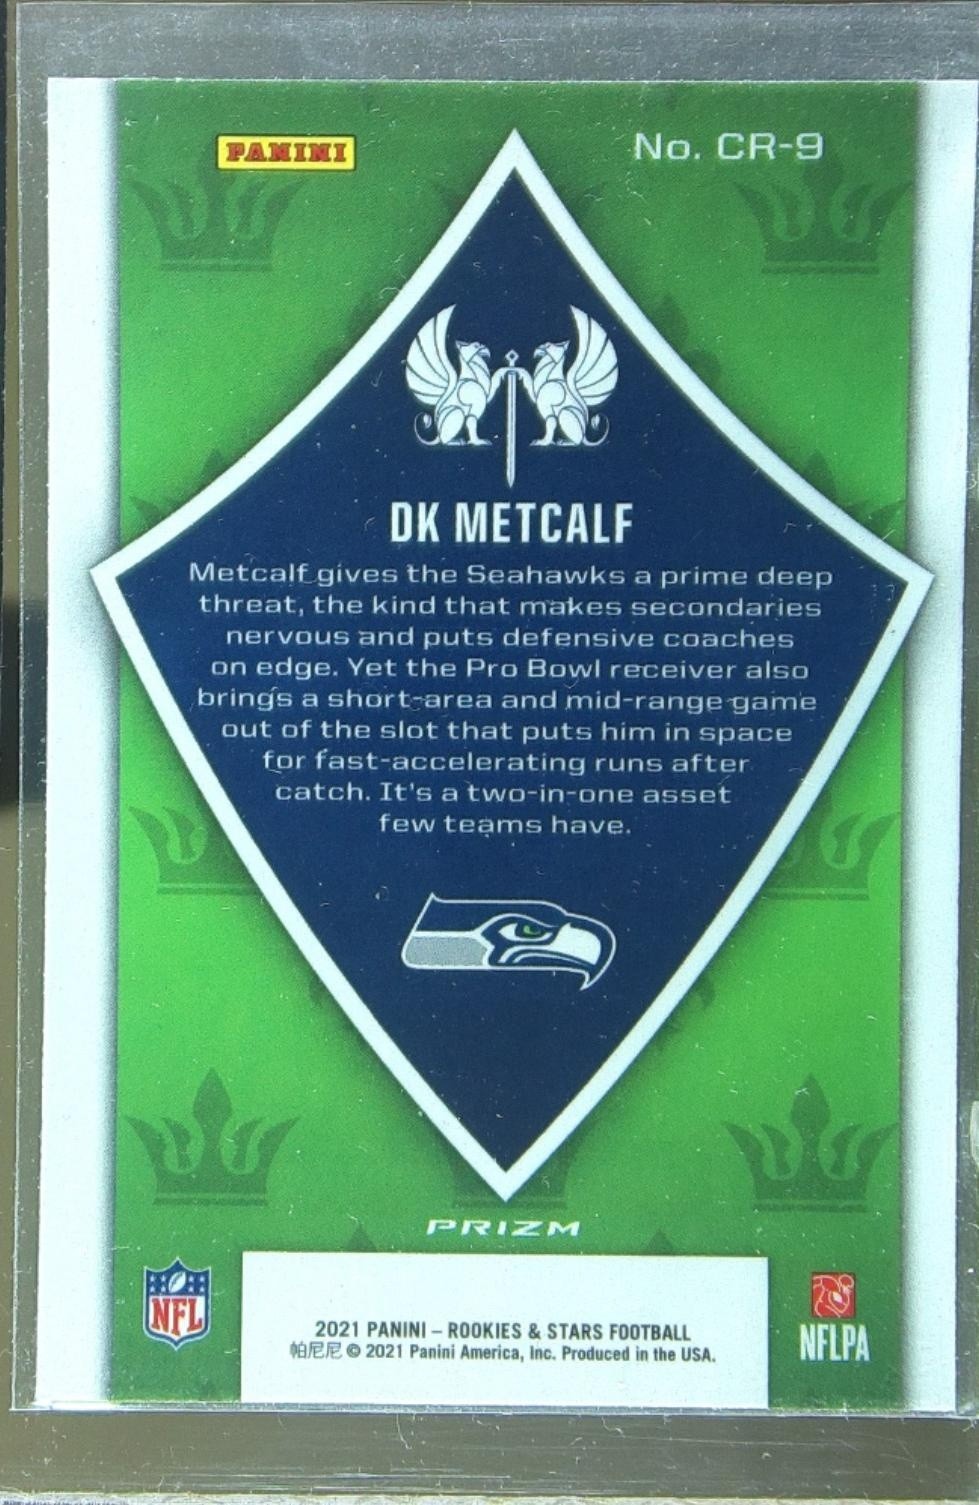 PANINI
No. CR-9
DK METCALF
Metcalf gives the Seahawks a prime deep
threat, the kind that makes secondaries
nervous and puts defensive coaches
on edge. Yet the Pro Bowl receiver also
brings a short-area and mid-range game
out of the slot that puts him in space
for fast-accelerating runs after
catch. It's a two-in-one asset
few teams have.
PRIZM
NFL
2021 PANINI – ROOKIES & STARS FOOTBALL
帕尼尼 © 2021 Panini America, Inc. Produced in the USA.
NFLPA